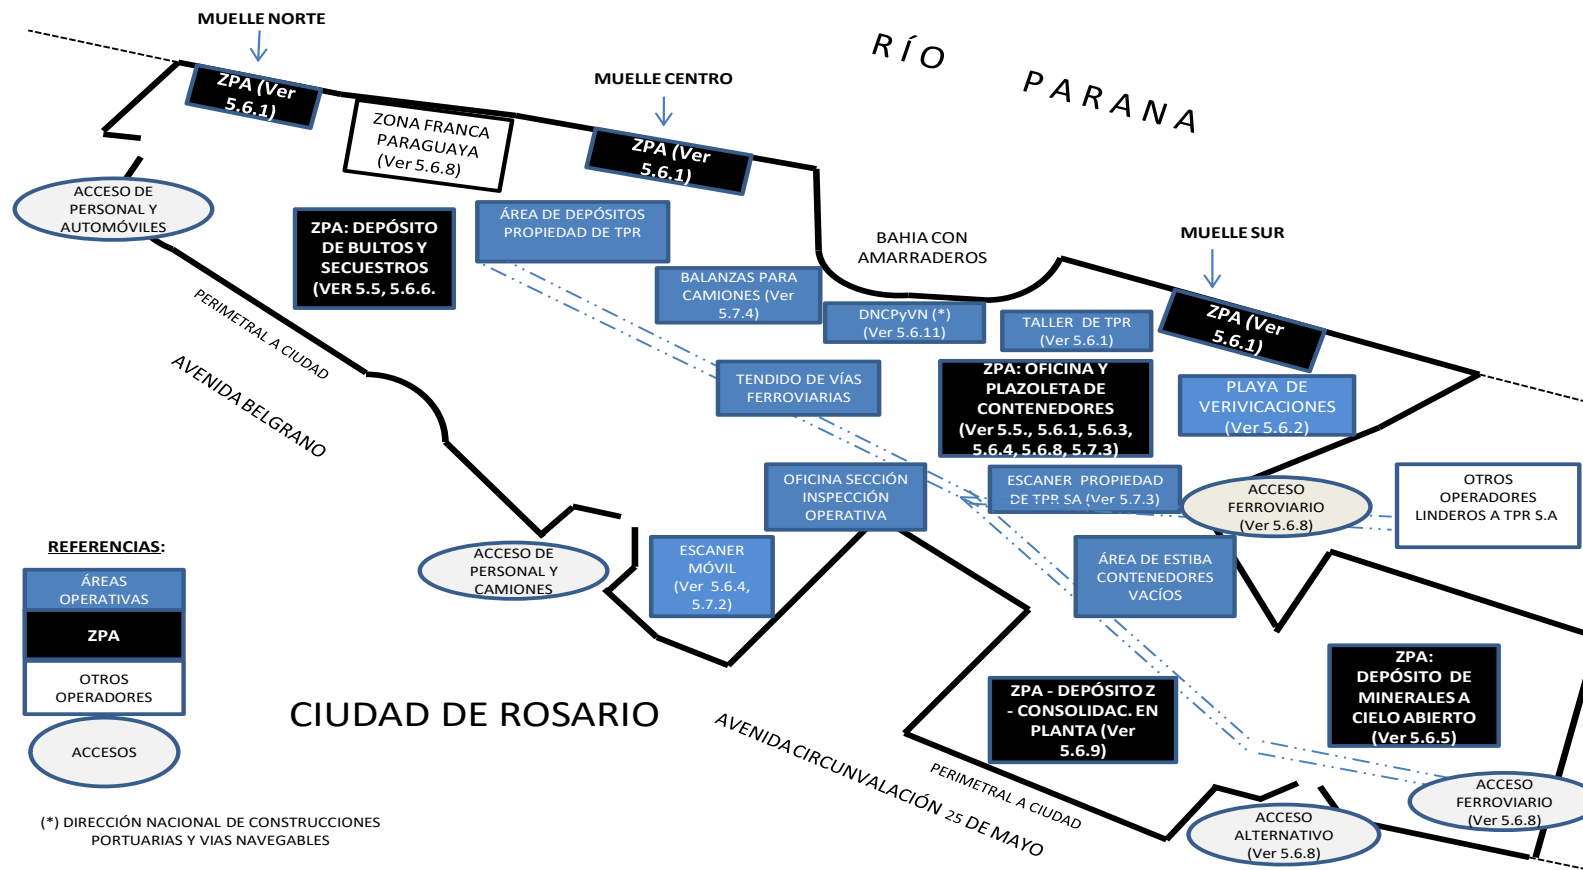 MUELLE NORTE
RÍO PARANA
MUELLE CENTRO
ZPA (Ver
5.6.1)
ZONA FRANCA
PARAGUAYA
(Ver 5.6.8)
ZPA (Ver
5.6.1)
ACCESO DE
PERSONAL Y
AUTOMÓVILES
ZPA: DEPÓSITO
DE BULTOS Y
SECUESTROS
(VER 5.5, 5.6.6.
ÁREA DE DEPÓSITOS
PROPIEDAD DE TPR
BAHIA CON
AMARRADEROS
MUELLE SUR
BALANZAS PARA
CAMIONES (Ver
5.7.4)
DNCPyVN (*)
(Ver 5.6.11)
TALLER DE TPR
(Ver 5.6.1)
ZPA (Ver
5.6.1)
PERIMETRAL A CIUDAD
AVENIDA BELGRANO
TENDIDO DE VÍAS
FERROVIARIAS
ZPA: OFICINA Y
PLAZOLETA DE
CONTENEDORES
(Ver 5.5., 5.6.1, 5.6.3,
5.6.4, 5.6.8, 5.7.3)
PLAYA DE
VERIVICACIONES
(Ver 5.6.2)
OFICINA SECCIÓN
INSPECCIÓN
OPERATIVA
ESCANER PROPIEDAD
DE TPR SA (Ver 5.7.3)
ACCESO
FERROVIARIO
(Ver 5.6.8)
OTROS
OPERADORES
LINDEROS A TPR S.A
ACCESO DE
PERSONAL Y
CAMIONES
ESCANER
MÓVIL
(Ver 5.6.4,
5.7.2)
ÁREA DE ESTIBA
CONTENEDORES
VACÍOS
REFERENCIAS:
ÁREAS
OPERATIVAS
ZPA
OTROS
OPERADORES
ACCESOS
CIUDAD DE ROSARIO
ZPA - DEPÓSITO Z
- CONSOLIDAC. EN
PLANTA (Ver
5.6.9)
ZPA:
DEPÓSITO DE
MINERALES A
CIELO ABIERTO
(Ver 5.6.5)
AVENIDA CIRCUNVALACIÓN 25 DE MAYO
PERIMETRAL A CIUDAD
ACCESO
FERROVIARIO
(Ver 5.6.8)
ACCESO
ALTERNATIVO
(Ver 5.6.8)
(*) DIRECCIÓN NACIONAL DE CONSTRUCCIONES
PORTUARIAS Y VIAS NAVEGABLES